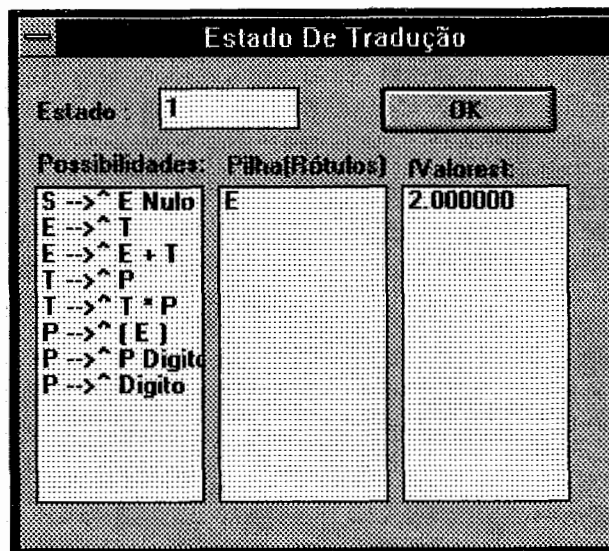 Estado De Tradução
Estado : 1 OK
Possibilidades: Pilha(Rótulos) (Valores):
S -->^ E Nulo E 2.000000
E -->^ T
E -->^ E + T
T -->^ P
T -->^ T * P
P -->^ ( E )
P -->^ P Digito
P -->^ Digito